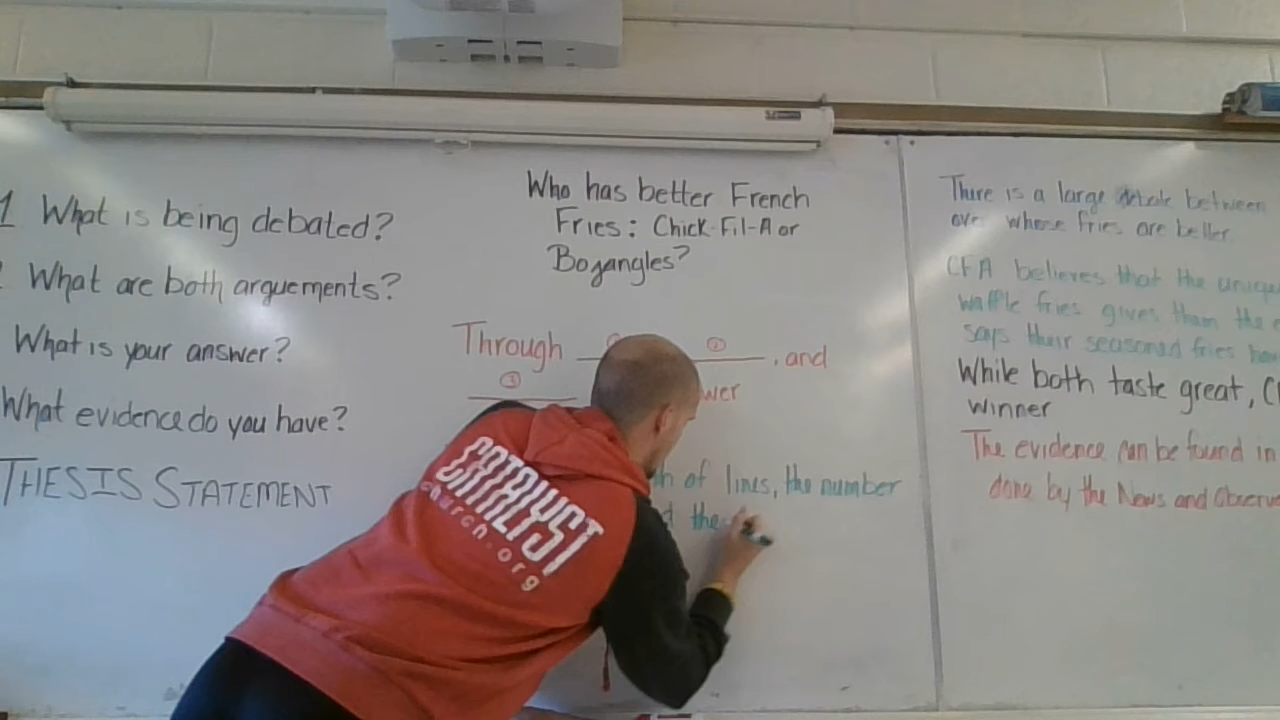 1 What is being debated?
What are both arguements?
What is your answer?
What evidence do you have?
THESIS STATEMENT
Who has better French
Fries: Chick-Fil-A or
Bojangles?
Through ② , and
③ wer
of lines, the number
the
CATALYST
church.org
There is a large debate between
over whose fries are better.
CFA believes that the unique
waffle fries gives them the
says their seasoned fries
While both taste great,
winner
The evidence can be found in
done by the News and